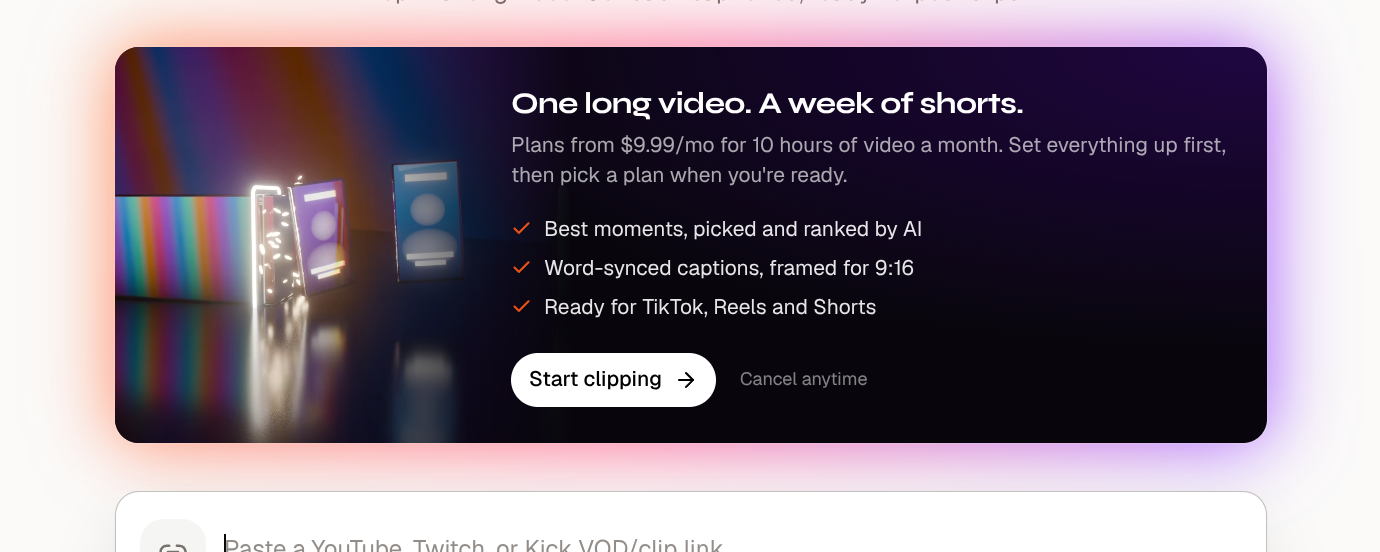 One long video. A week of shorts.
Plans from $9.99/mo for 10 hours of video a month. Set everything up first,
then pick a plan when you're ready.
Best moments, picked and ranked by AI
Word-synced captions, framed for 9:16
Ready for TikTok, Reels and Shorts
Start clipping
Cancel anytime
Paste a YouTube, Twitch, or Kick VOD/clip link